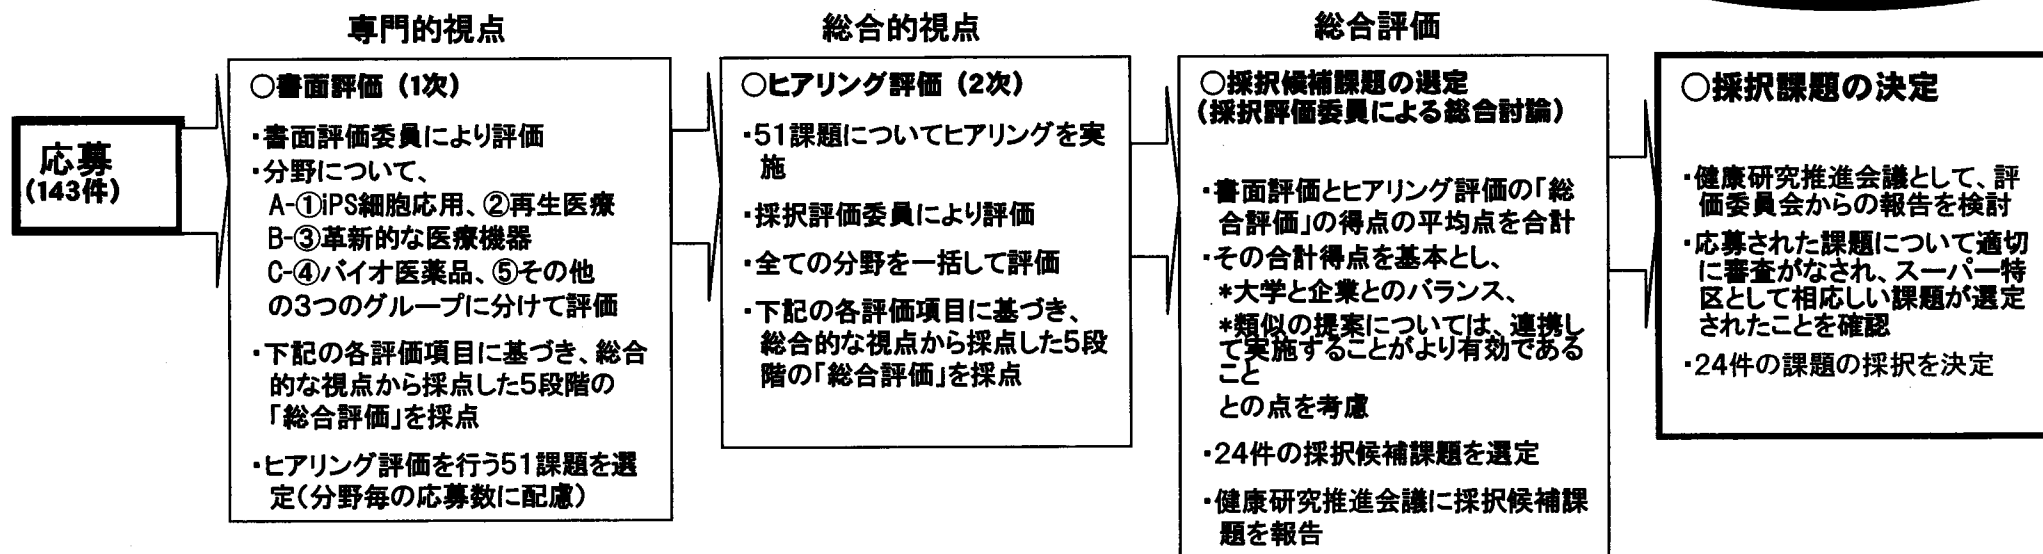 専門的視点
総合的視点
総合評価
応募
(143件)
○書面評価（1次）
・書面評価委員により評価
・分野について、
A-①iPS細胞応用、②再生医療
B-③革新的な医療機器
C-④バイオ医薬品、⑤その他
の3つのグループに分けて評価
・下記の各評価項目に基づき、総合
的な視点から採点した5段階の
「総合評価」を採点
・ヒアリング評価を行う51課題を選
定（分野毎の応募数に配慮）
○ヒアリング評価（2次）
・51課題についてヒアリングを実
施
・採択評価委員により評価
・全ての分野を一括して評価
・下記の各評価項目に基づき、
総合的な視点から採点した5段
階の「総合評価」を採点
○採択候補課題の選定
（採択評価委員による総合討論）
・書面評価とヒアリング評価の「総
合評価」の得点の平均点を合計
・その合計得点を基本とし、
*大学と企業とのバランス、
*類似の提案については、連携し
て実施することがより有効である
こと
との点を考慮
・24件の採択候補課題を選定
・健康研究推進会議に採択候補課
題を報告
○採択課題の決定
・健康研究推進会議として、評
価委員会からの報告を検討
・応募された課題について適切
に審査がなされ、スーパー特
区として相応しい課題が選定
されたことを確認
・24件の課題の採択を決定